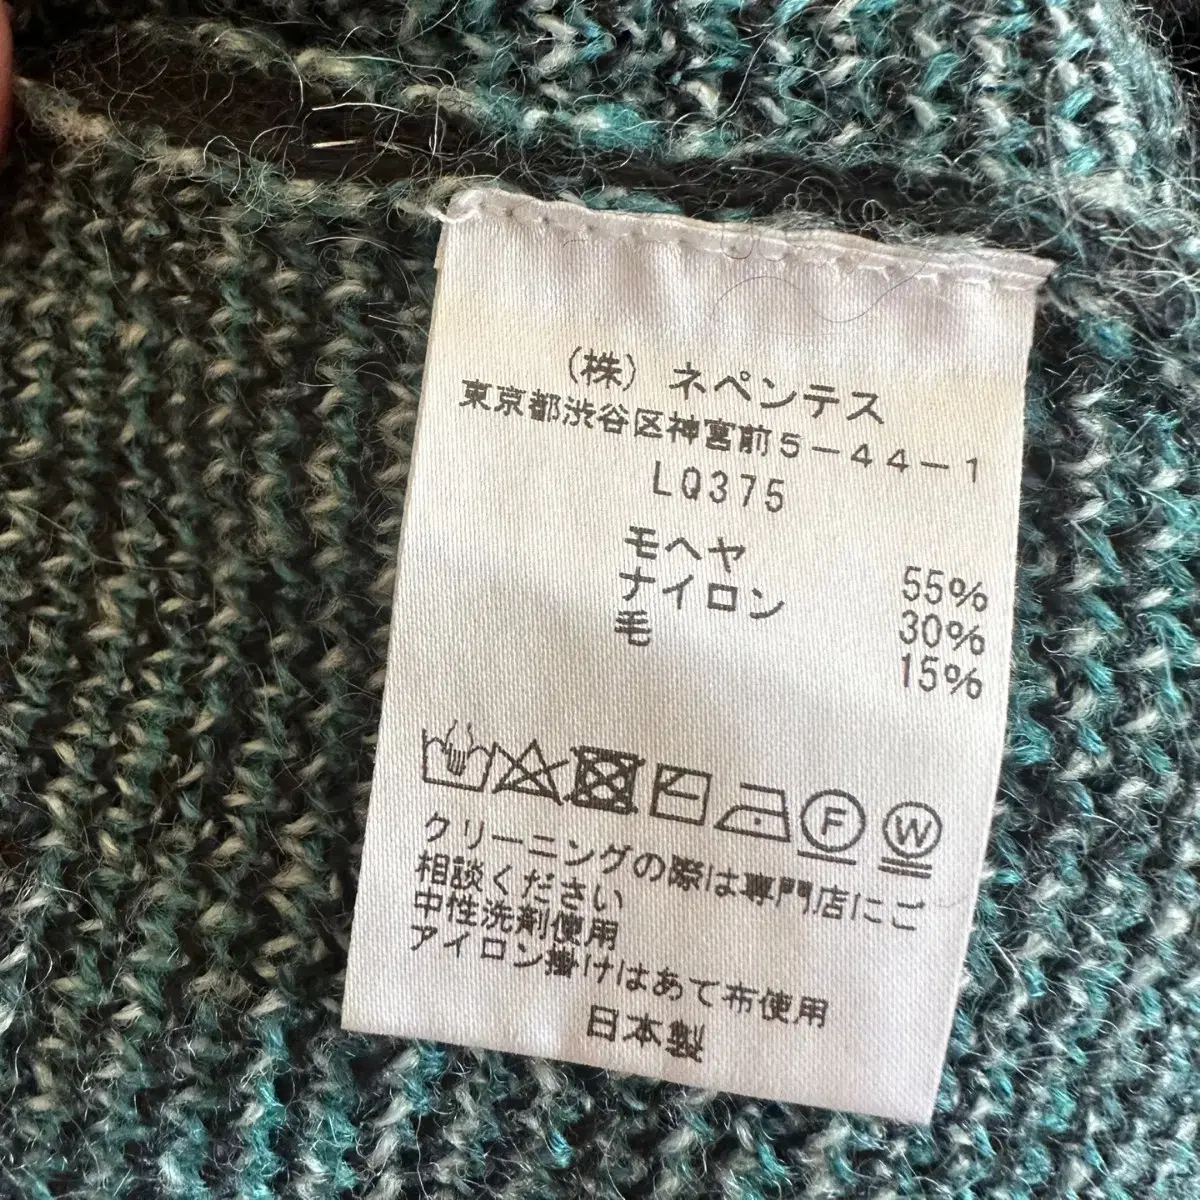 (株) ネペンテス
東京都渋谷区神宮前5-44-1
LQ375
モヘヤ 55%
ナイロン 30%
毛 15%
F W
クリーニングの際は専門店にご
相談ください
中性洗剤使用
アイロン掛けはあて布使用
日本製